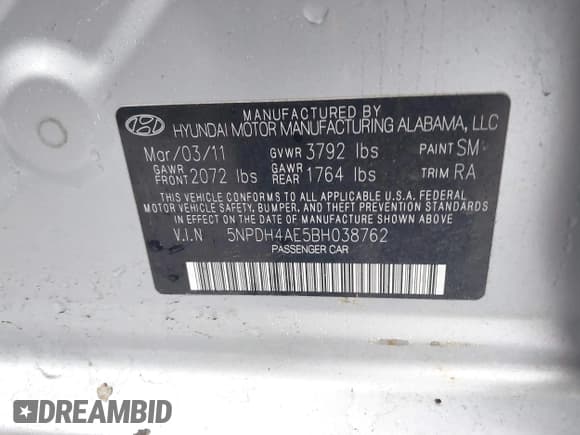 MANUFACTURED BY
HYUNDAI MOTOR MANUFACTURING ALABAMA, LLC
Mar/03/11 GVWR 3792 lbs PAINT SM
GAWR FRONT 2072 lbs GAWR REAR 1764 lbs TRIM RA
THIS VEHICLE CONFORMS TO ALL APPLICABLE U.S.A. FEDERAL
MOTOR VEHICLE SAFETY, BUMPER, AND THEFT PREVENTION STANDARDS
IN EFFECT ON THE DATE OF MANUFACTURE SHOWN ABOVE.
V.I.N 5NPDH4AE5BH038762
PASSENGER CAR
DREAMBID